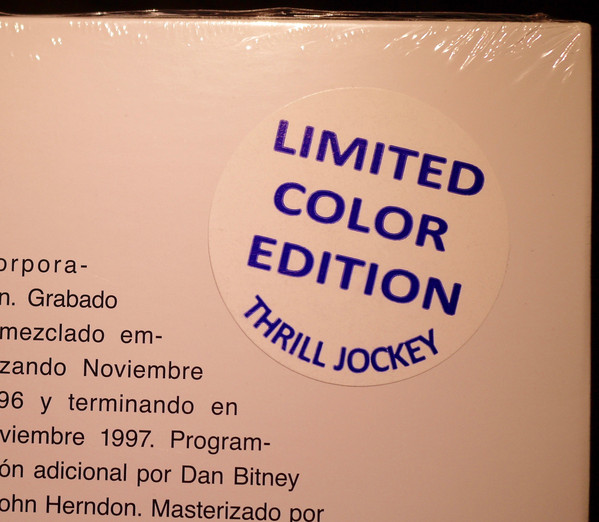 LIMITED
COLOR
EDITION
THRILL JOCKEY
orpora-
n. Grabado
mezclado em-
zando Noviembre
96 y terminando en
viembre 1997. Program-
ón adicional por Dan Bitney
ohn Herndon. Masterizado por